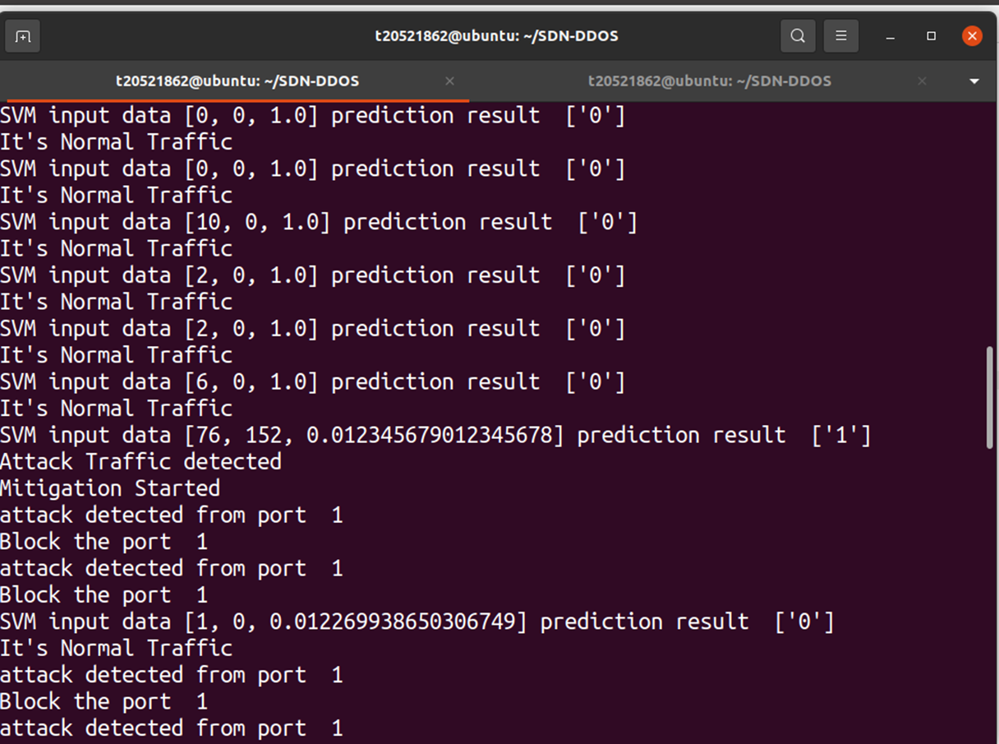 t20521862@ubuntu: ~/SDN-DDOS
t20521862@ubuntu: ~/SDN-DDOS
t20521862@ubuntu: ~/SDN-DDOS
SVM input data [0, 0, 1.0] prediction result  ['0']
It's Normal Traffic
SVM input data [0, 0, 1.0] prediction result  ['0']
It's Normal Traffic
SVM input data [10, 0, 1.0] prediction result  ['0']
It's Normal Traffic
SVM input data [2, 0, 1.0] prediction result  ['0']
It's Normal Traffic
SVM input data [2, 0, 1.0] prediction result  ['0']
It's Normal Traffic
SVM input data [6, 0, 1.0] prediction result  ['0']
It's Normal Traffic
SVM input data [76, 152, 0.012345679012345678] prediction result  ['1']
Attack Traffic detected
Mitigation Started
attack detected from port  1
Block the port  1
attack detected from port  1
Block the port  1
SVM input data [1, 0, 0.012269938650306749] prediction result  ['0']
It's Normal Traffic
attack detected from port  1
Block the port  1
attack detected from port  1